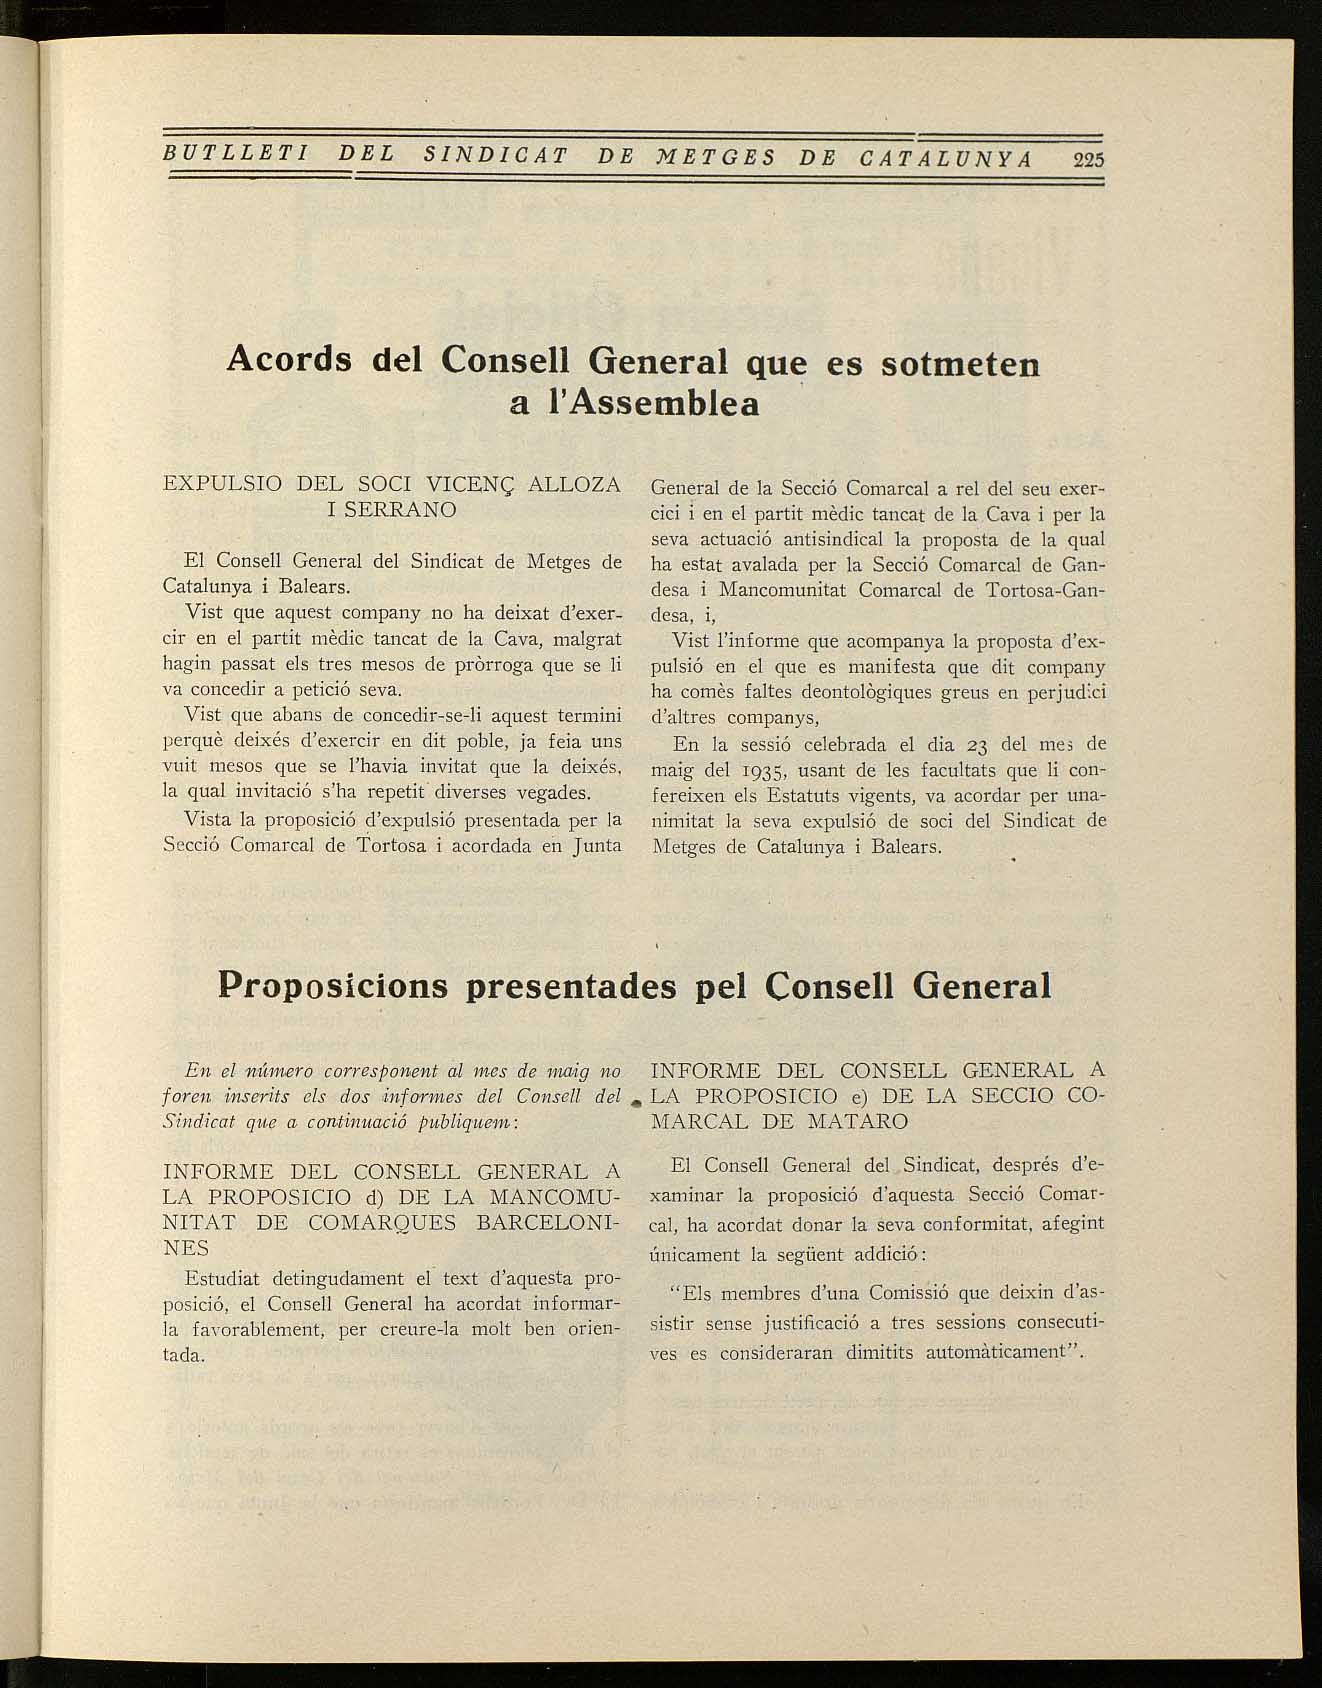 BUTLLETI DEL SINDICAT DE METGES DE CATALUNYA 225
Acords del Consell General que es sotmeten
a l'Assemblea
EXPULSIO DEL SOCI VICENÇ ALLOZA
I SERRANO
El Consell General del Sindicat de Metges de
Catalunya i Balears.
Vist que aquest company no ha deixat d'exer-
cir en el partit mèdic tancat de la Cava, malgrat
hagin passat els tres mesos de pròrroga que se li
va concedir a petició seva.
Vist que abans de concedir-se-li aquest termini
perquè deixés d'exercir en dit poble, ja feia uns
vuit mesos que se l'havia invitat que la deixés,
la qual invitació s'ha repetit diverses vegades.
Vista la proposició d'expulsió presentada per la
Secció Comarcal de Tortosa i acordada en Junta
General de la Secció Comarcal a rel del seu exer-
cici i en el partit mèdic tancat de la Cava i per la
seva actuació antisindical la proposta de la qual
ha estat avalada per la Secció Comarcal de Gan-
desa i Mancomunitat Comarcal de Tortosa-Gan-
desa, i,
Vist l'informe que acompanya la proposta d'ex-
pulsió en el que es manifesta que dit company
ha comès faltes deontològiques greus en perjudici
d'altres companys,
En la sessió celebrada el dia 23 del mes de
maig del 1935, usant de les facultats que li con-
fereixen els Estatuts vigents, va acordar per una-
nimitat la seva expulsió de soci del Sindicat de
Metges de Catalunya i Balears.
Proposicions presentades pel Consell General
En el número corresponent al mes de maig no
foren inserits els dos informes del Consell del
Sindicat que a continuació publiquem:
INFORME DEL CONSELL GENERAL A
LA PROPOSICIO d) DE LA MANCOMU-
NITAT DE COMARQUES BARCELONI-
NES
Estudiat detingudament el text d'aquesta pro-
posició, el Consell General ha acordat informar-
la favorablement, per creure-la molt ben orien-
tada.
INFORME DEL CONSELL GENERAL A
LA PROPOSICIO e) DE LA SECCIO CO-
MARCAL DE MATARO
El Consell General del Sindicat, després d'e-
xaminar la proposició d'aquesta Secció Comar-
cal, ha acordat donar la seva conformitat, afegint
únicament la següent addició:
"Els membres d'una Comissió que deixin d'as-
sistir sense justificació a tres sessions consecuti-
ves es consideraran dimitits automàticament".